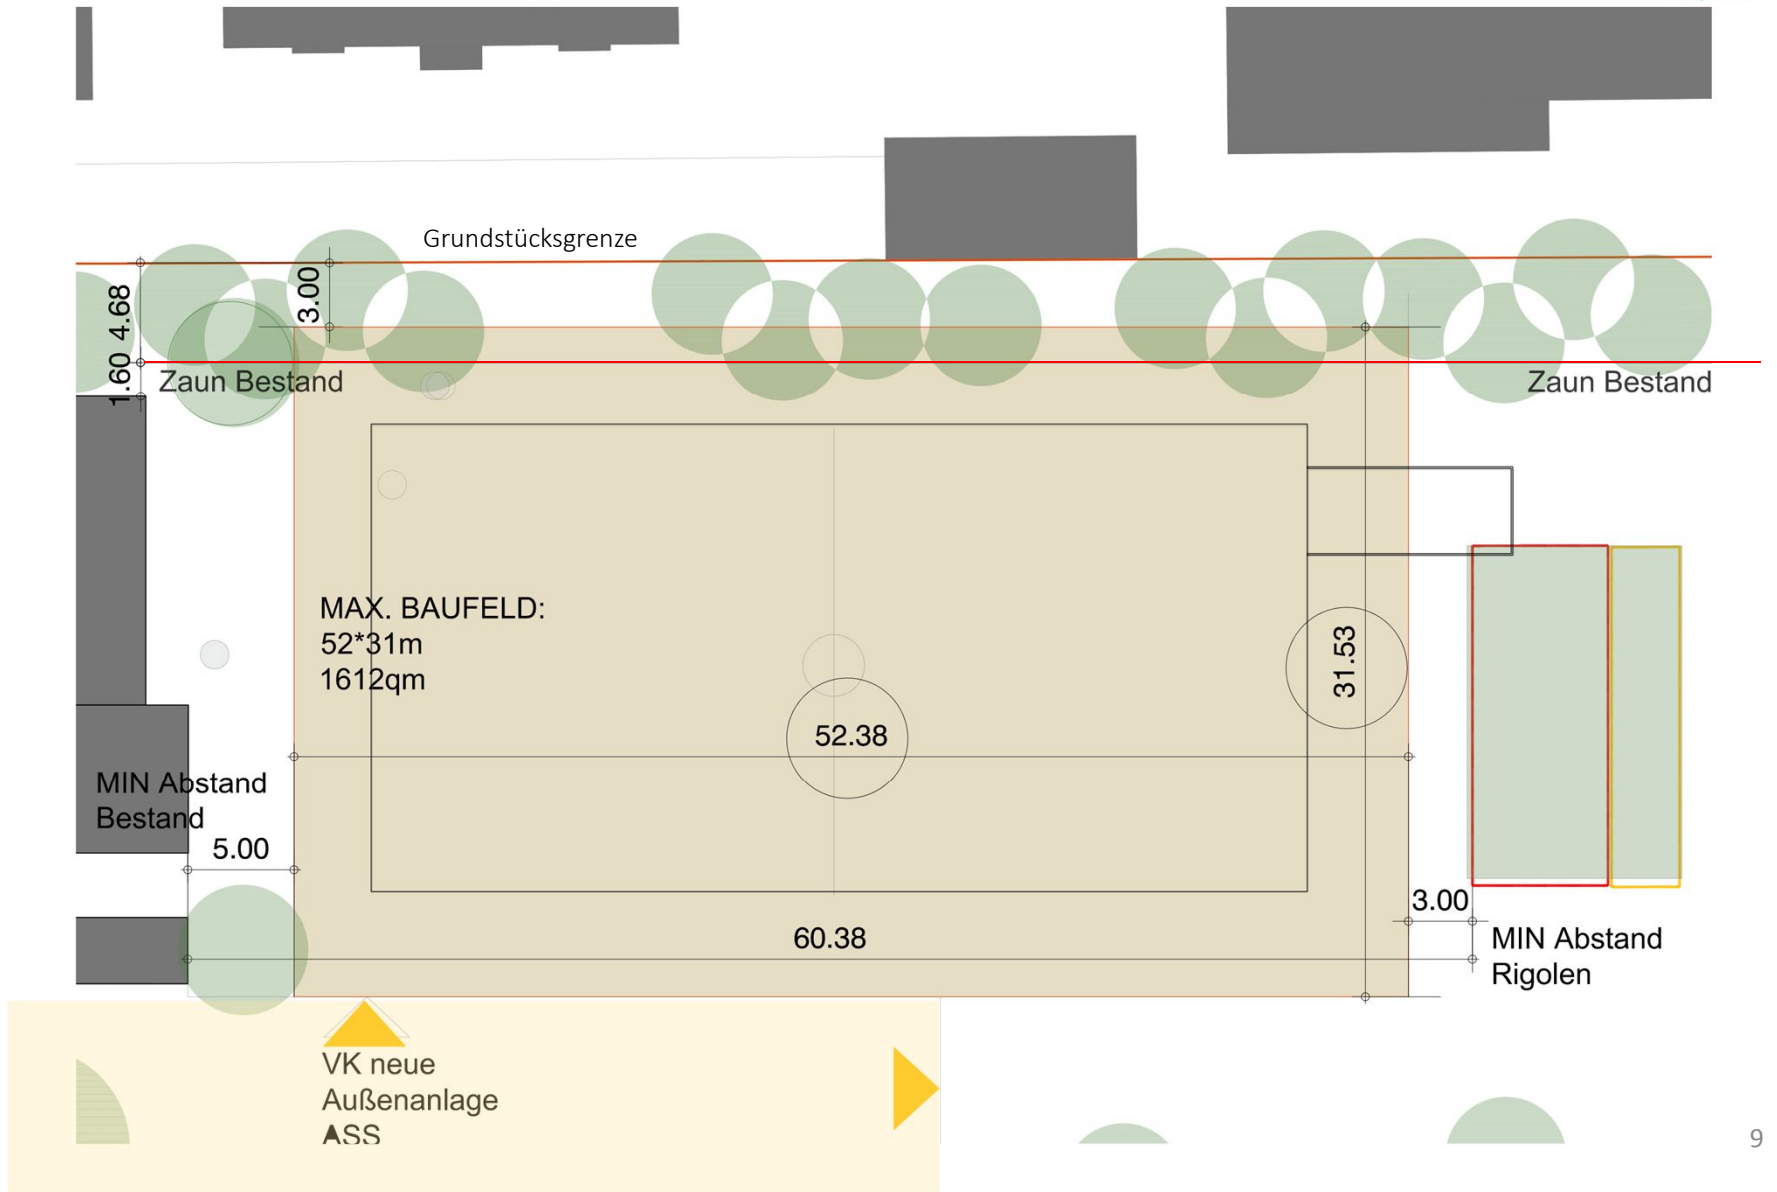 Grundstücksgrenze
3.00
4.68
1.60
Zaun Bestand
Zaun Bestand
MAX. BAUFELD:
52*31m
1612qm
31.53
52.38
MIN Abstand
Bestand
5.00
3.00
60.38
MIN Abstand
Rigolen
VK neue
Außenanlage
ASS
9